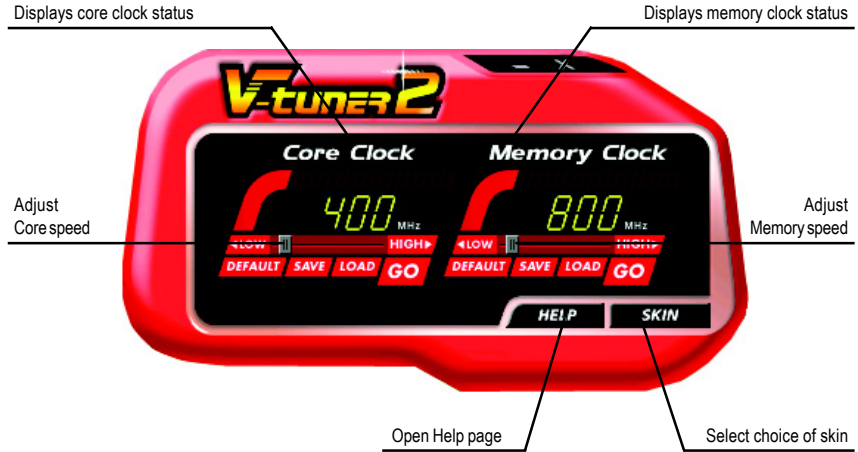 Displays core clock status
Displays memory clock status
V-tuner2
Core Clock
Memory Clock
Adjust
Core speed
400 MHz
800 MHz
Adjust
Memory speed
LOW
HIGH
LOW
HIGH
DEFAULT SAVE LOAD GO
DEFAULT SAVE LOAD GO
HELP
SKIN
Open Help page
Select choice of skin